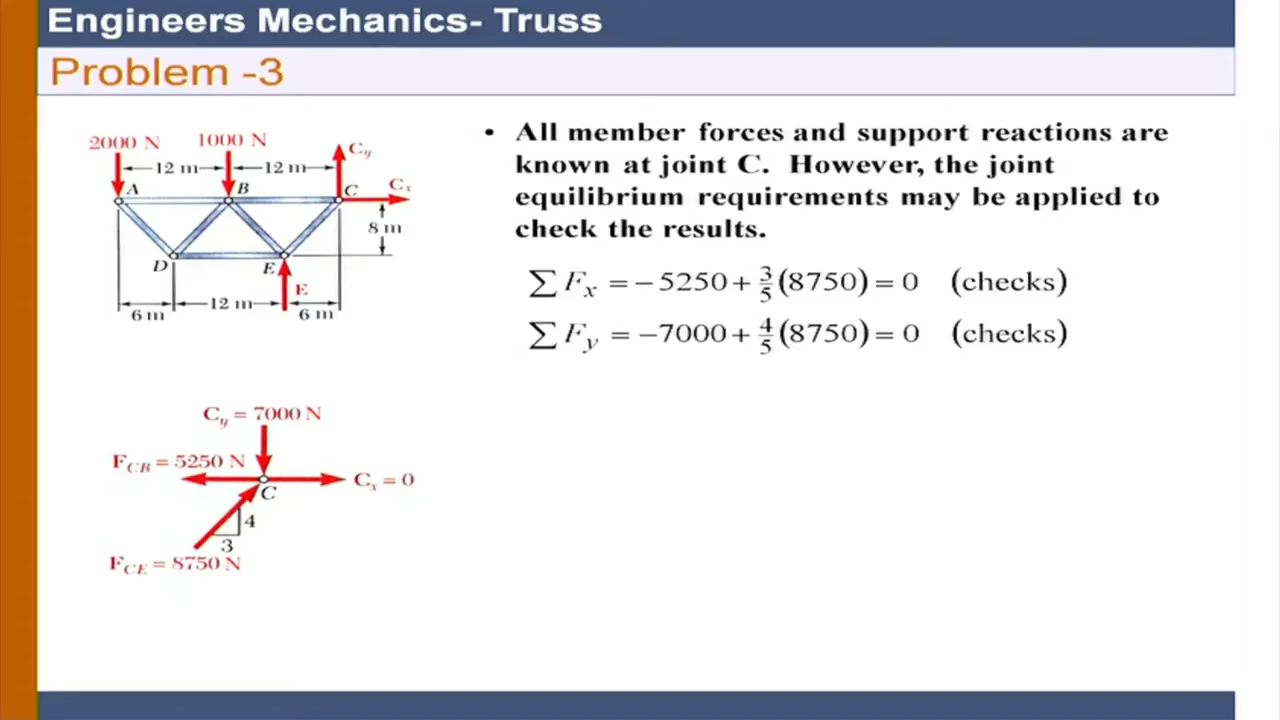 Engineers Mechanics- Truss
Problem -3
2000 N 1000 N
C_y
12 m 12 m
A B C C_x
8 m
D E
E
12 m
6 m 6 m
• All member forces and support reactions are
known at joint C. However, the joint
equilibrium requirements may be applied to
check the results.
∑ F_x = − 5250 + 3/5 (8750) = 0 (checks)
∑ F_y = −7000 + 4/5 (8750) = 0 (checks)
C_y = 7000 N
F_CB = 5250 N
C_x = 0
C
4
3
F_CE = 8750 N